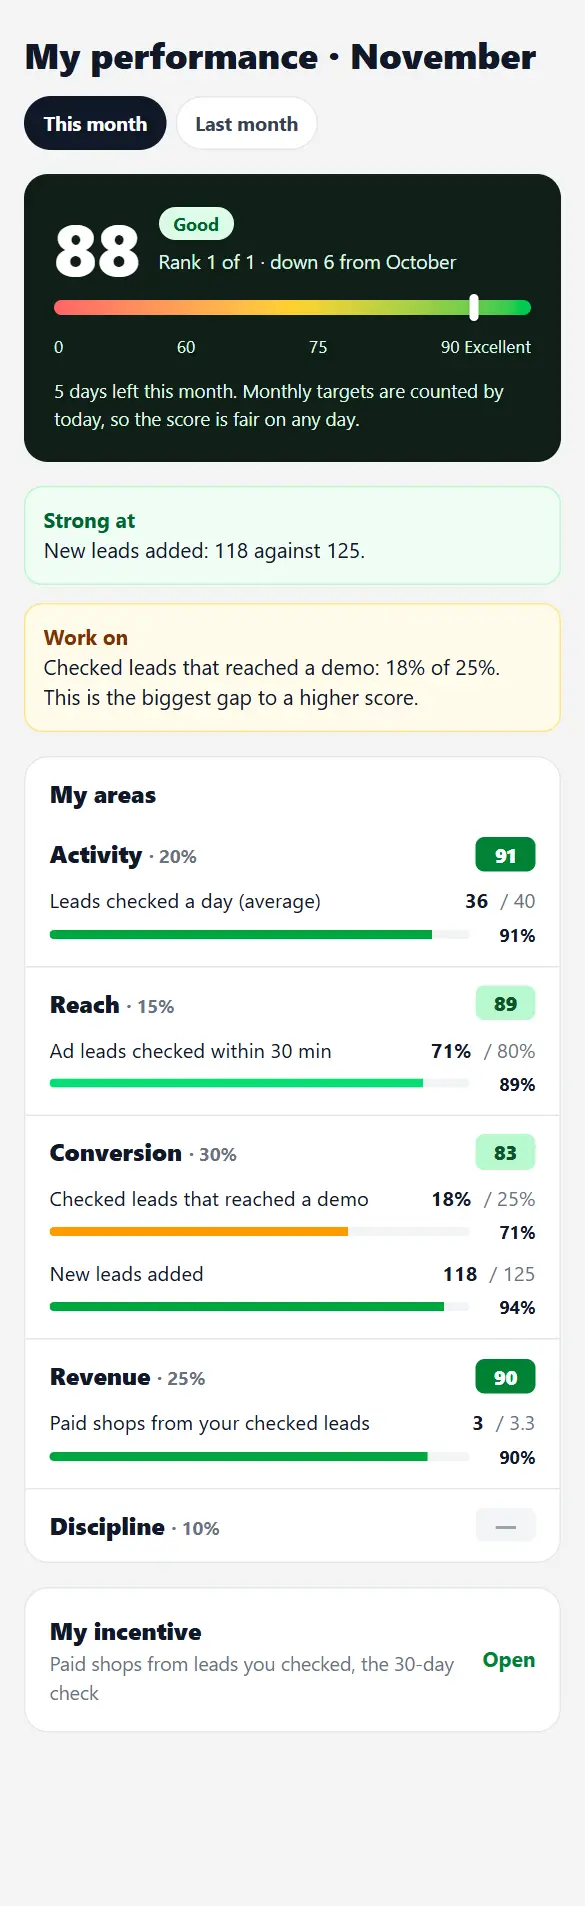 My performance · November
This month
Last month
88
Good
Rank 1 of 1 · down 6 from October
0 60 75 90 Excellent
5 days left this month. Monthly targets are counted by
today, so the score is fair on any day.
Strong at
New leads added: 118 against 125.
Work on
Checked leads that reached a demo: 18% of 25%.
This is the biggest gap to a higher score.
My areas
Activity · 20% 91
Leads checked a day (average) 36 / 40
91%
Reach · 15% 89
Ad leads checked within 30 min 71% / 80%
89%
Conversion · 30% 83
Checked leads that reached a demo 18% / 25%
71%
New leads added 118 / 125
94%
Revenue · 25% 90
Paid shops from your checked leads 3 / 3.3
90%
Discipline · 10% —
My incentive
Paid shops from leads you checked, the 30-day
check
Open